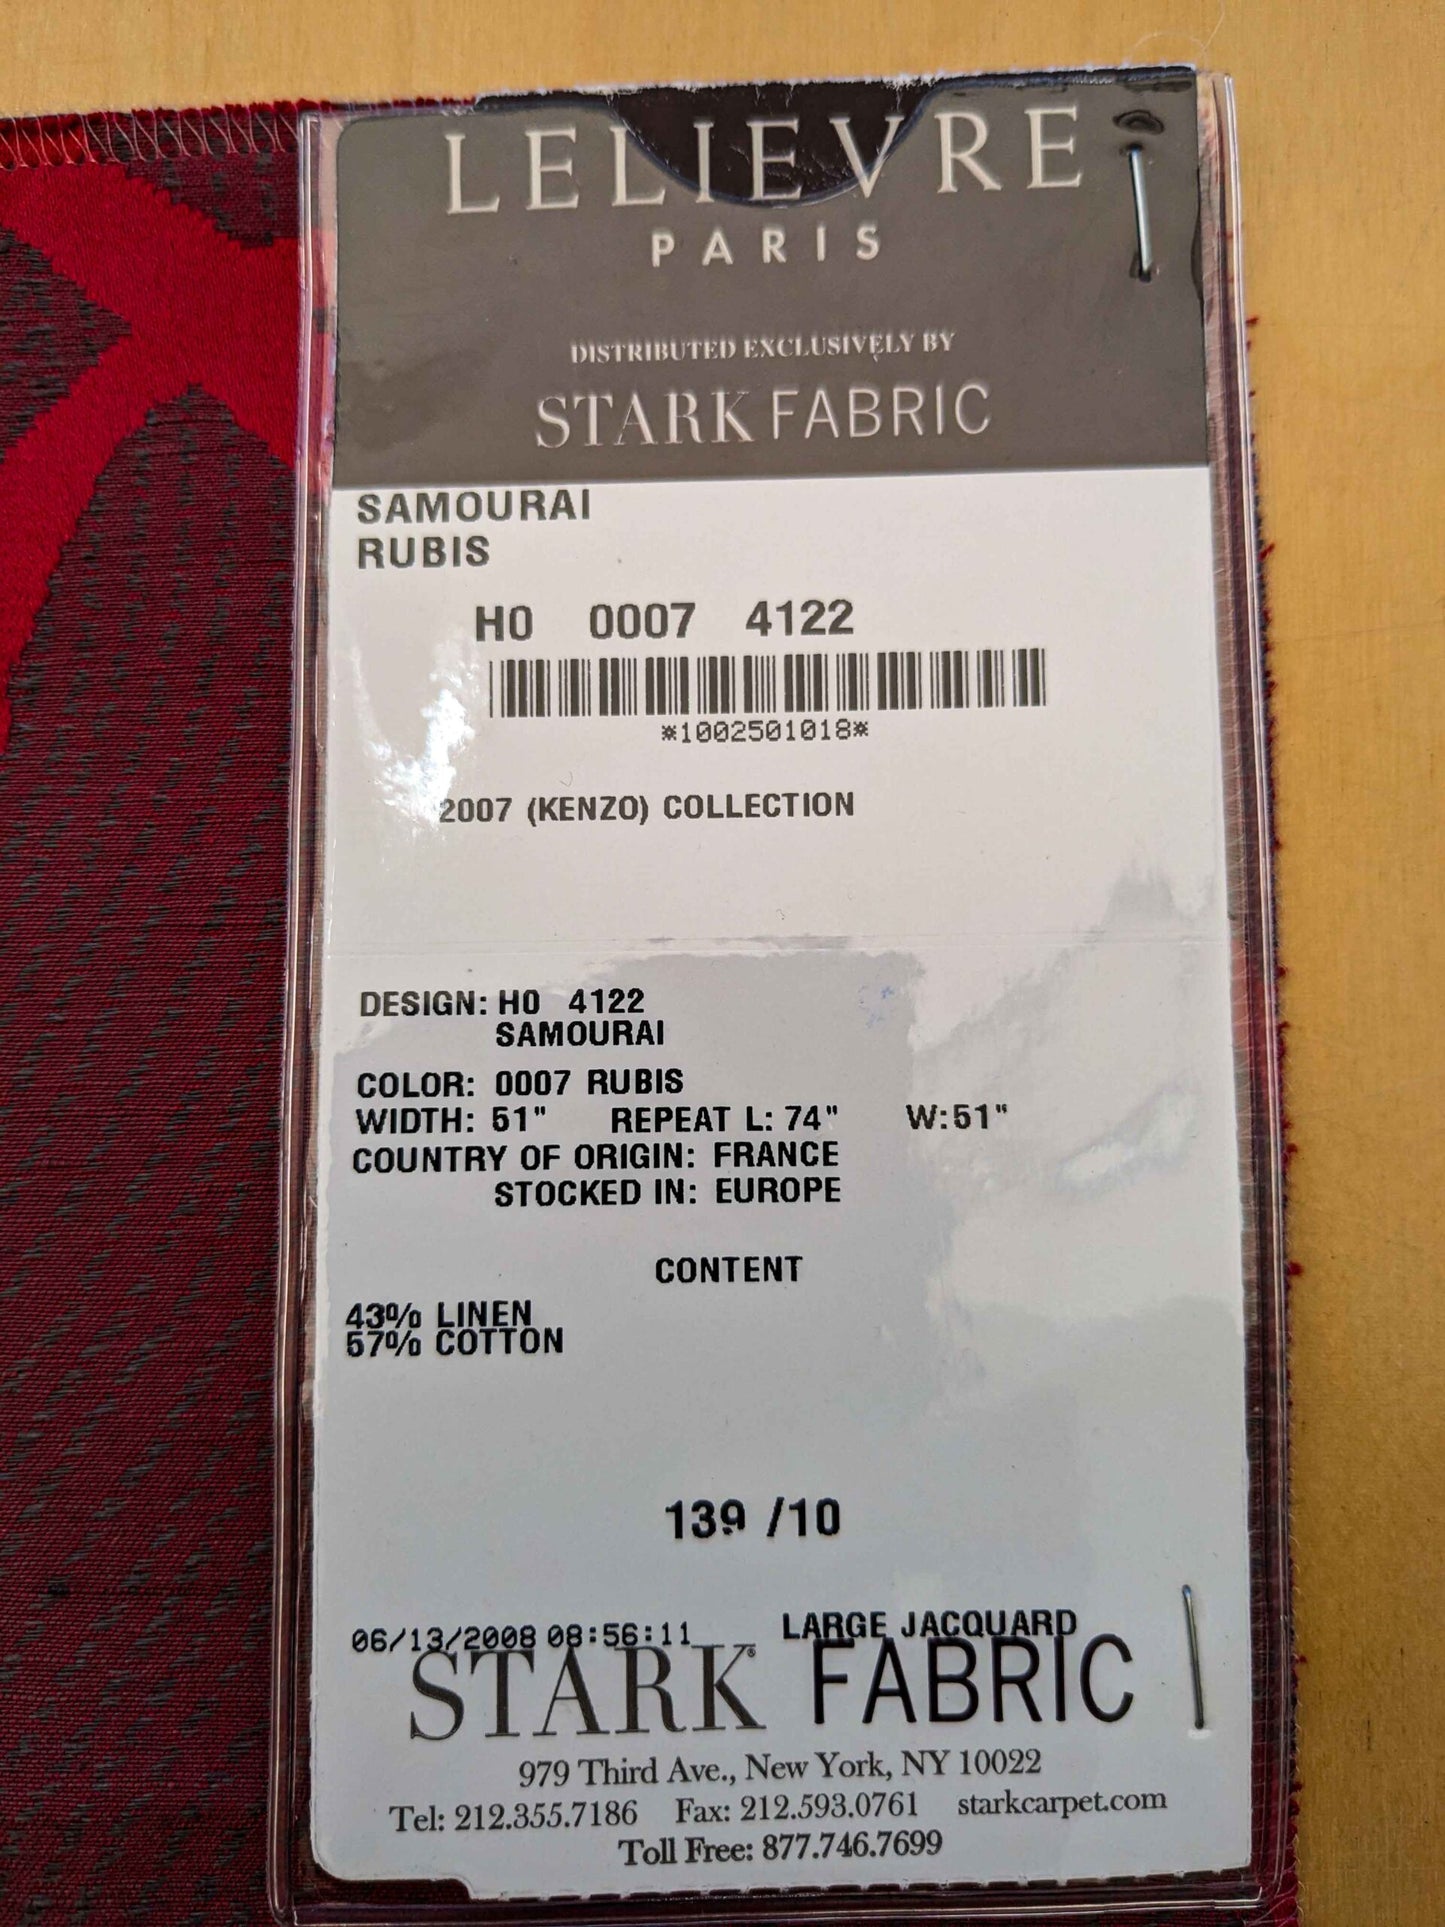 LELIEVRE
PARIS
DISTRIBUTED EXCLUSIVELY BY
STARK FABRIC
SAMOURAI
RUBIS
H0 0007 4122
*1002501018*
2007 (KENZO) COLLECTION
DESIGN: H0 4122
SAMOURAI
COLOR: 0007 RUBIS
WIDTH: 51" REPEAT L: 74" W:51"
COUNTRY OF ORIGIN: FRANCE
STOCKED IN: EUROPE
CONTENT
43% LINEN
57% COTTON
139 /10
06/13/2008 08:56:11 LARGE JACQUARD
STARK® FABRIC
979 Third Ave., New York, NY 10022
Tel: 212.355.7186 Fax: 212.593.0761 starkcarpet.com
Toll Free: 877.746.7699